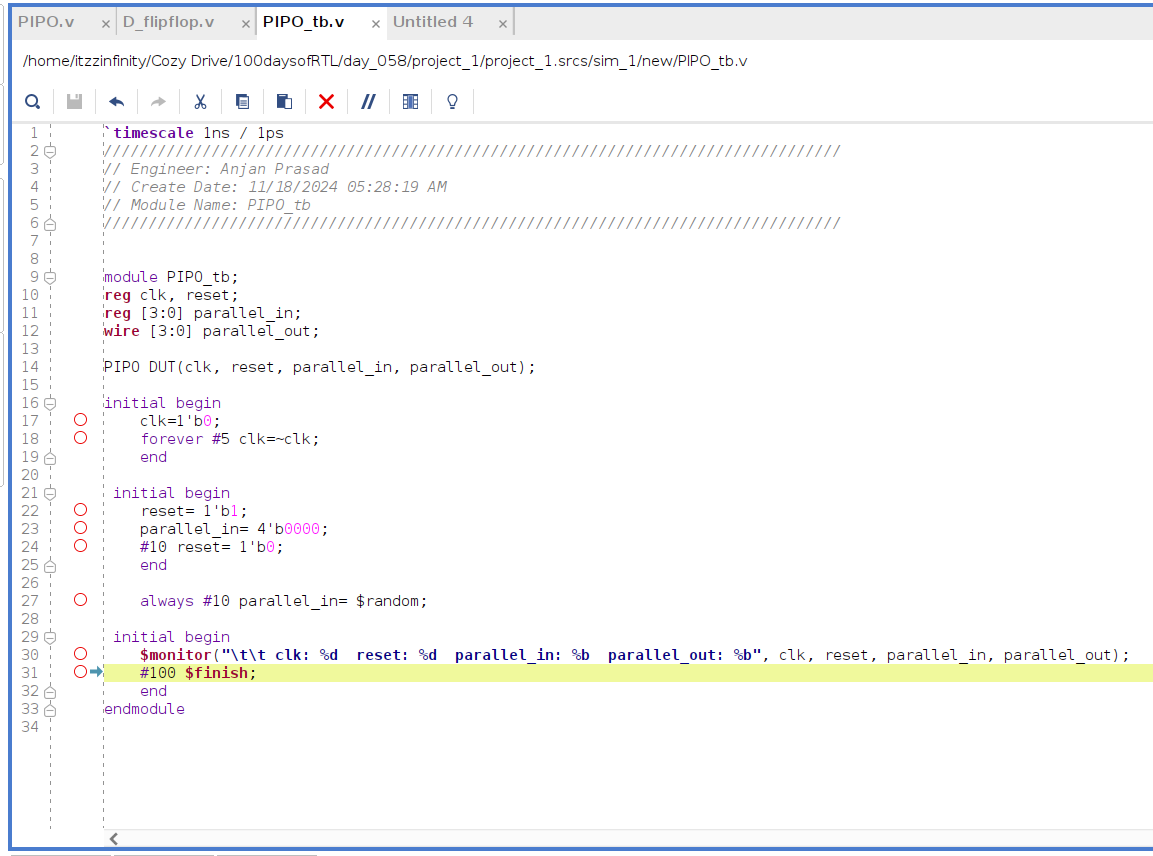 PIPO.v × D_flipflop.v × PIPO_tb.v × Untitled 4 ×
/home/itzzinfinity/Cozy Drive/100daysofRTL/day_058/project_1/project_1.srcs/sim_1/new/PIPO_tb.v
1 `timescale 1ns / 1ps
2 //////////////////////////////////////////////////////////////////////////////////
3 // Engineer: Anjan Prasad
4 // Create Date: 11/18/2024 05:28:19 AM
5 // Module Name: PIPO_tb
6 //////////////////////////////////////////////////////////////////////////////////
7
8
9 module PIPO_tb;
10 reg clk, reset;
11 reg [3:0] parallel_in;
12 wire [3:0] parallel_out;
13
14 PIPO DUT(clk, reset, parallel_in, parallel_out);
15
16 initial begin
17     clk=1'b0;
18     forever #5 clk=~clk;
19     end
20
21  initial begin
22     reset= 1'b1;
23     parallel_in= 4'b0000;
24     #10 reset= 1'b0;
25     end
26
27     always #10 parallel_in= $random;
28
29  initial begin
30     $monitor("\t\t clk: %d  reset: %d  parallel_in: %b  parallel_out: %b", clk, reset, parallel_in, parallel_out);
31     #100 $finish;
32     end
33 endmodule
34